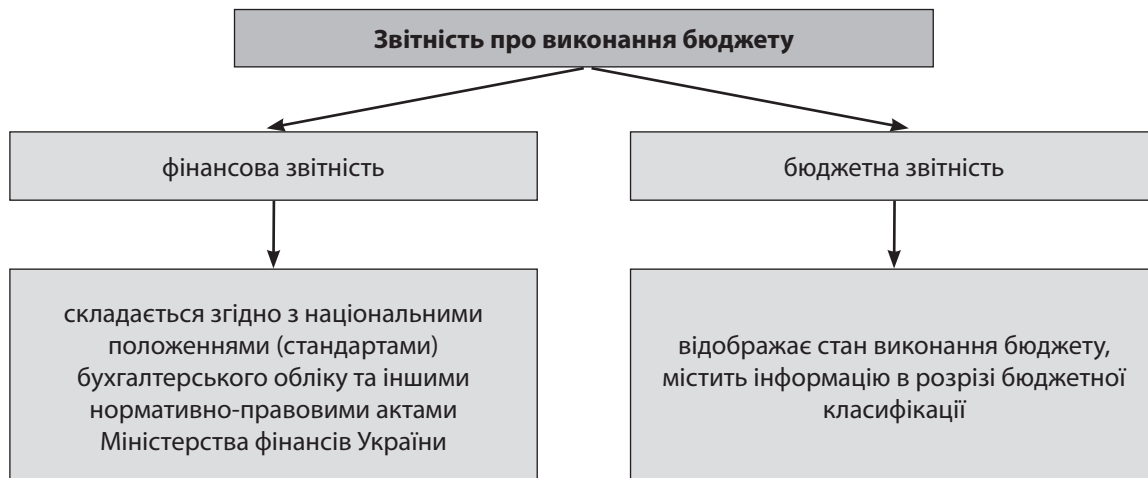 Звітність про виконання бюджету
фінансова звітність
бюджетна звітність
складається згідно з національними
положеннями (стандартами)
бухгалтерського обліку та іншими
нормативно-правовими актами
Міністерства фінансів України
відображає стан виконання бюджету,
містить інформацію в розрізі бюджетної
класифікації